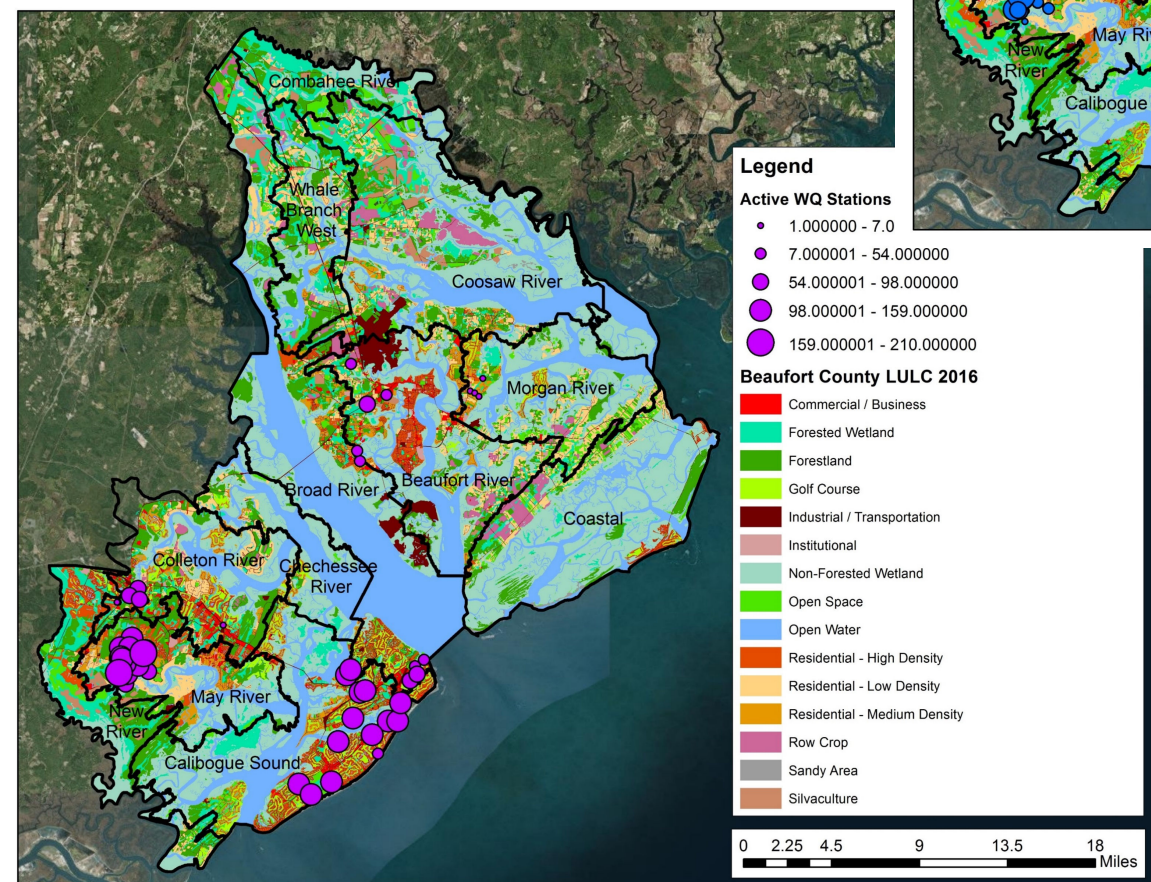 Combahee River
Whale
Branch
West
Coosaw River
Morgan River
Broad River
Beaufort River
Coastal
Colleton River
Chechessee
River
May River
New
River
Calibogue Sound
May Riv
New
River
Calibogue
Legend
Active WQ Stations
1.000000 - 7.0
7.000001 - 54.000000
54.000001 - 98.000000
98.000001 - 159.000000
159.000001 - 210.000000
Beaufort County LULC 2016
Commercial / Business
Forested Wetland
Forestland
Golf Course
Industrial / Transportation
Institutional
Non-Forested Wetland
Open Space
Open Water
Residential - High Density
Residential - Low Density
Residential - Medium Density
Row Crop
Sandy Area
Silvaculture
0 2.25 4.5 9 13.5 18
Miles